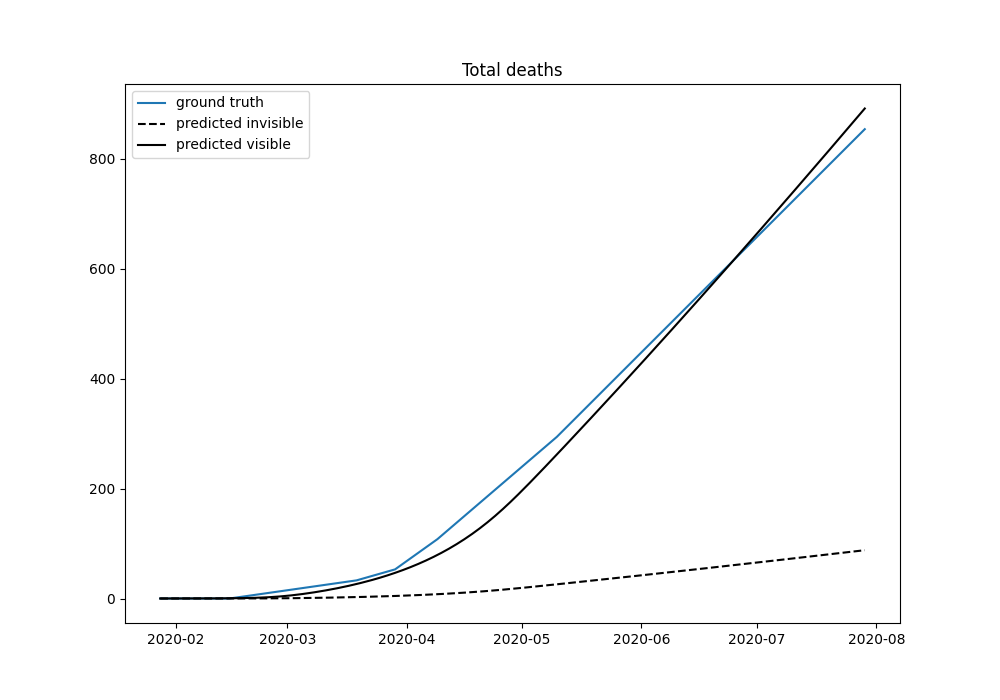 Total deaths
ground truth
predicted invisible
predicted visible
800
600
400
200
0
2020-02 2020-03 2020-04 2020-05 2020-06 2020-07 2020-08